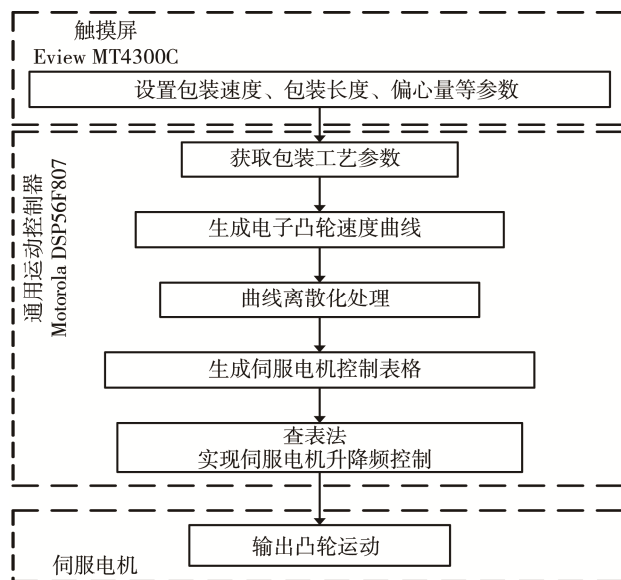 触摸屏
Eview MT4300C
设置包装速度、包装长度、偏心量等参数
通用运动控制器
Motorola DSP56F807
获取包装工艺参数
生成电子凸轮速度曲线
曲线离散化处理
生成伺服电机控制表格
查表法
实现伺服电机升降频控制
输出凸轮运动
伺服电机